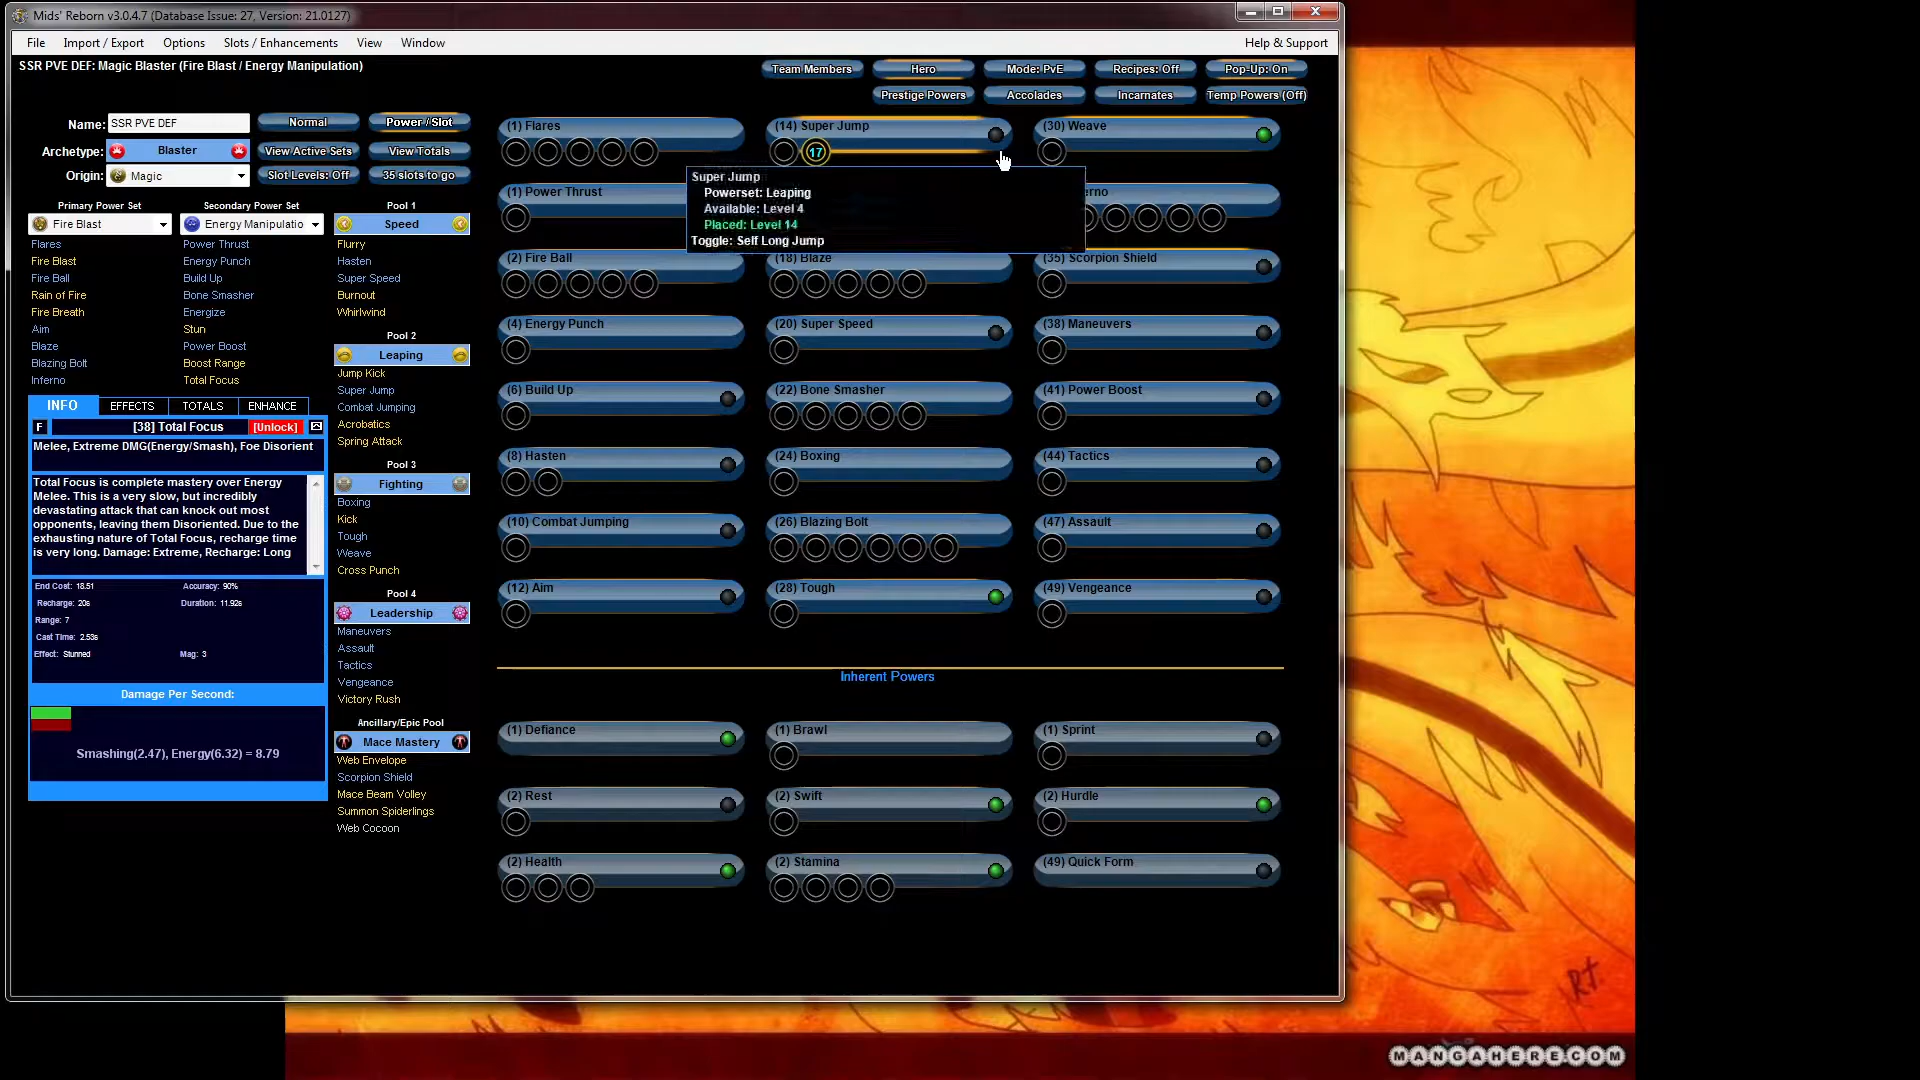 Mids' Reborn v3.0.4.7 (Database Issue: 27, Version: 21.0127)
File Import / Export Options Slots / Enhancements View Window Help & Support
SSR PVE DEF: Magic Blaster (Fire Blast / Energy Manipulation)
Team Members Hero Mode: PvE Recipes: Off Pop-Up: On
Prestige Powers Accolades Incarnates Temp Powers (Off)
Name: SSR PVE DEF Normal Power / Slot
Archetype: Blaster View Active Sets View Totals
Origin: Magic Slot Levels: Off 35 slots to go
Primary Power Set
Fire Blast
Flares
Fire Blast
Fire Ball
Rain of Fire
Fire Breath
Aim
Blaze
Blazing Bolt
Inferno
Secondary Power Set
Energy Manipulatio
Power Thrust
Energy Punch
Build Up
Bone Smasher
Energize
Stun
Power Boost
Boost Range
Total Focus
Pool 1
Speed
Flurry
Hasten
Super Speed
Burnout
Whirlwind
Pool 2
Leaping
Jump Kick
Super Jump
Combat Jumping
Acrobatics
Spring Attack
Pool 3
Fighting
Boxing
Kick
Tough
Weave
Cross Punch
Pool 4
Leadership
Maneuvers
Assault
Tactics
Vengeance
Victory Rush
Ancillary/Epic Pool
Mace Mastery
Web Envelope
Scorpion Shield
Mace Beam Volley
Summon Spiderlings
Web Cocoon
INFO EFFECTS TOTALS ENHANCE
F [38] Total Focus [Unlock]
Melee, Extreme DMG(Energy/Smash), Foe Disorient
Total Focus is complete mastery over Energy
Melee. This is a very slow, but incredibly
devastating attack that can knock out most
opponents, leaving them Disoriented. Due to the
exhausting nature of Total Focus, recharge time
is very long. Damage: Extreme, Recharge: Long
End Cost: 18.51 Accuracy: 90%
Recharge: 20s Duration: 11.92s
Range: 7
Cast Time: 2.53s
Effect: Stunned Mag: 3
Damage Per Second:
Smashing(2.47), Energy(6.32) = 8.79
(1) Flares
(1) Power Thrust
(2) Fire Ball
(4) Energy Punch
(6) Build Up
(8) Hasten
(10) Combat Jumping
(12) Aim
(14) Super Jump
17
Super Jump
Powerset: Leaping
Available: Level 4
Placed: Level 14
Toggle: Self Long Jump
(18) Blaze
(20) Super Speed
(22) Bone Smasher
(24) Boxing
(26) Blazing Bolt
(28) Tough
(30) Weave
erno
(35) Scorpion Shield
(38) Maneuvers
(41) Power Boost
(44) Tactics
(47) Assault
(49) Vengeance
Inherent Powers
(1) Defiance (1) Brawl (1) Sprint
(2) Rest (2) Swift (2) Hurdle
(2) Health (2) Stamina (49) Quick Form
RT
MANGAHERE.COM